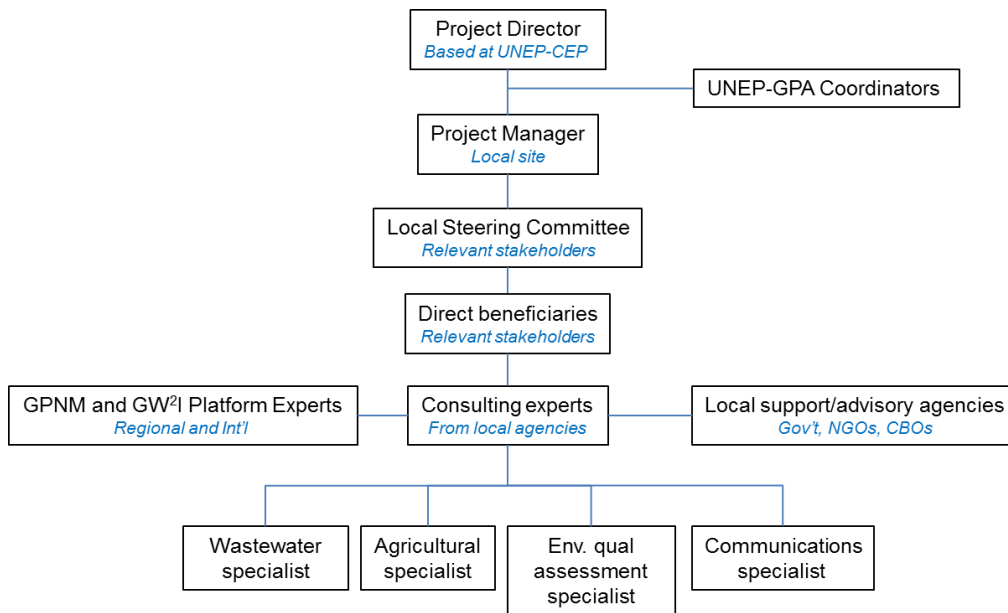 Project Director
Based at UNEP-CEP
UNEP-GPA Coordinators
Project Manager
Local site
Local Steering Committee
Relevant stakeholders
Direct beneficiaries
Relevant stakeholders
GPNM and GW²I Platform Experts
Regional and Int'l
Consulting experts
From local agencies
Local support/advisory agencies
Gov't, NGOs, CBOs
Wastewater
specialist
Agricultural
specialist
Env. qual
assessment
specialist
Communications
specialist